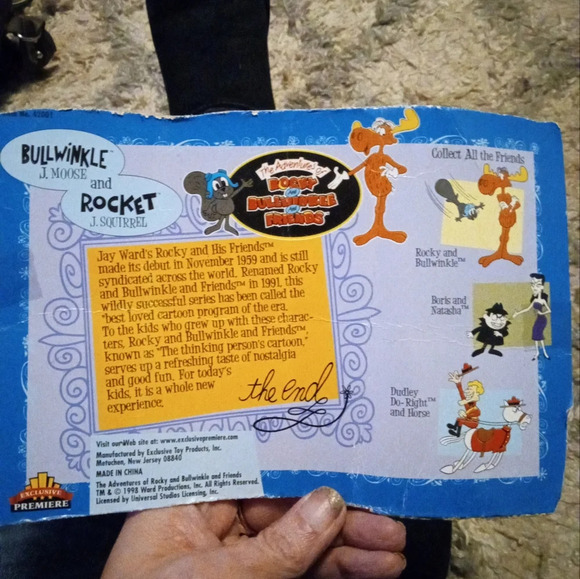 BULLWINKLE™
J. MOOSE
and
ROCKET™
J. SQUIRREL
The Adventures of
ROCKY
AND
BULLWINKLE
AND
FRIENDS™
Collect All the Friends
Rocky and
Bullwinkle™
Boris and
Natasha™
Dudley
Do-Right™
and Horse
Jay Ward's Rocky and His Friends™
made its debut in November 1959 and is still
syndicated across the world. Renamed Rocky
and Bullwinkle and Friends™ in 1991, this
wildly successful series has been called the
"best loved cartoon program of the era.
To the kids who grew up with these charac-
ters, Rocky and Bullwinkle and Friends™,
known as "The thinking person's cartoon,"
serves up a refreshing taste of nostalgia
and good fun. For today's
kids, it is a whole new
experience.
the end
Visit our Web site at: www.exclusivepremiere.com
Manufactured by Exclusive Toy Products, Inc.
Metuchen, New Jersey 08840
MADE IN CHINA
The Adventures of Rocky and Bullwinkle and Friends
TM & © 1998 Ward Productions, Inc. All Rights Reserved.
Licensed by Universal Studios Licensing, Inc.
EXCLUSIVE
PREMIERE